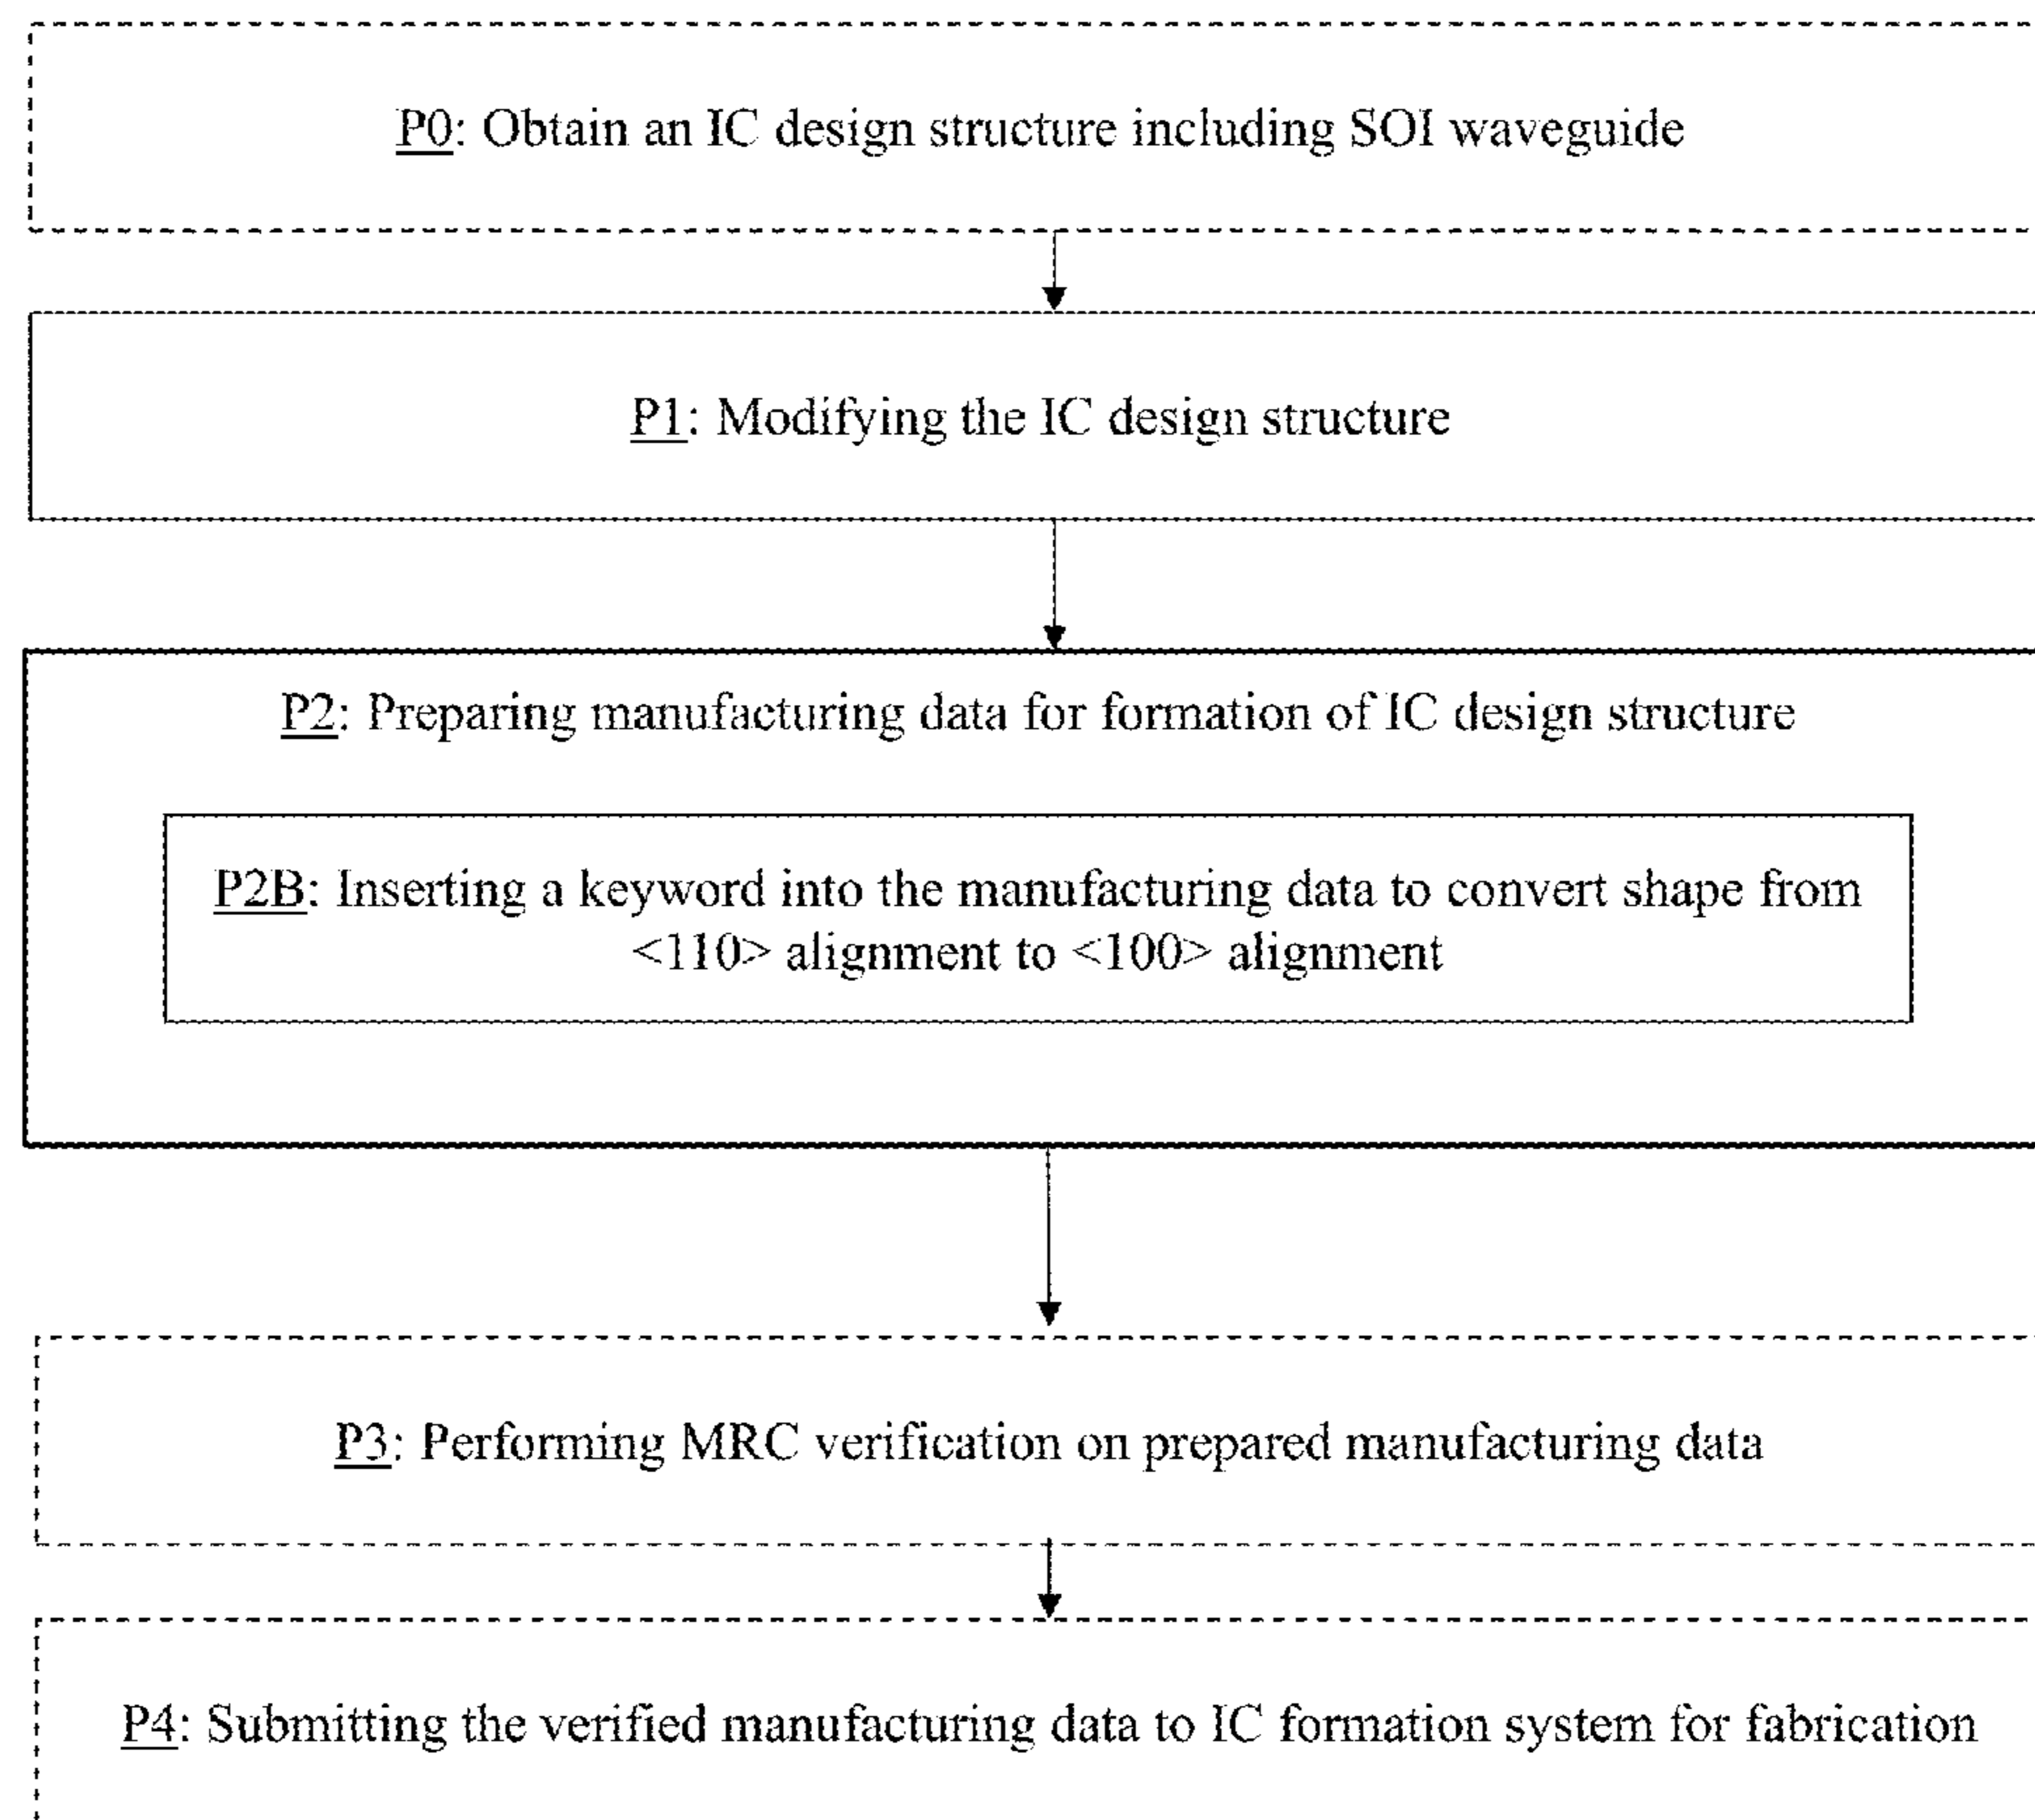 P0: Obtain an IC design structure including SOI waveguide
P1: Modifying the IC design structure
P2: Preparing manufacturing data for formation of IC design structure
P2B: Inserting a keyword into the manufacturing data to convert shape from
<110> alignment to <100> alignment
P3: Performing MRC verification on prepared manufacturing data
P4: Submitting the verified manufacturing data to IC formation system for fabrication